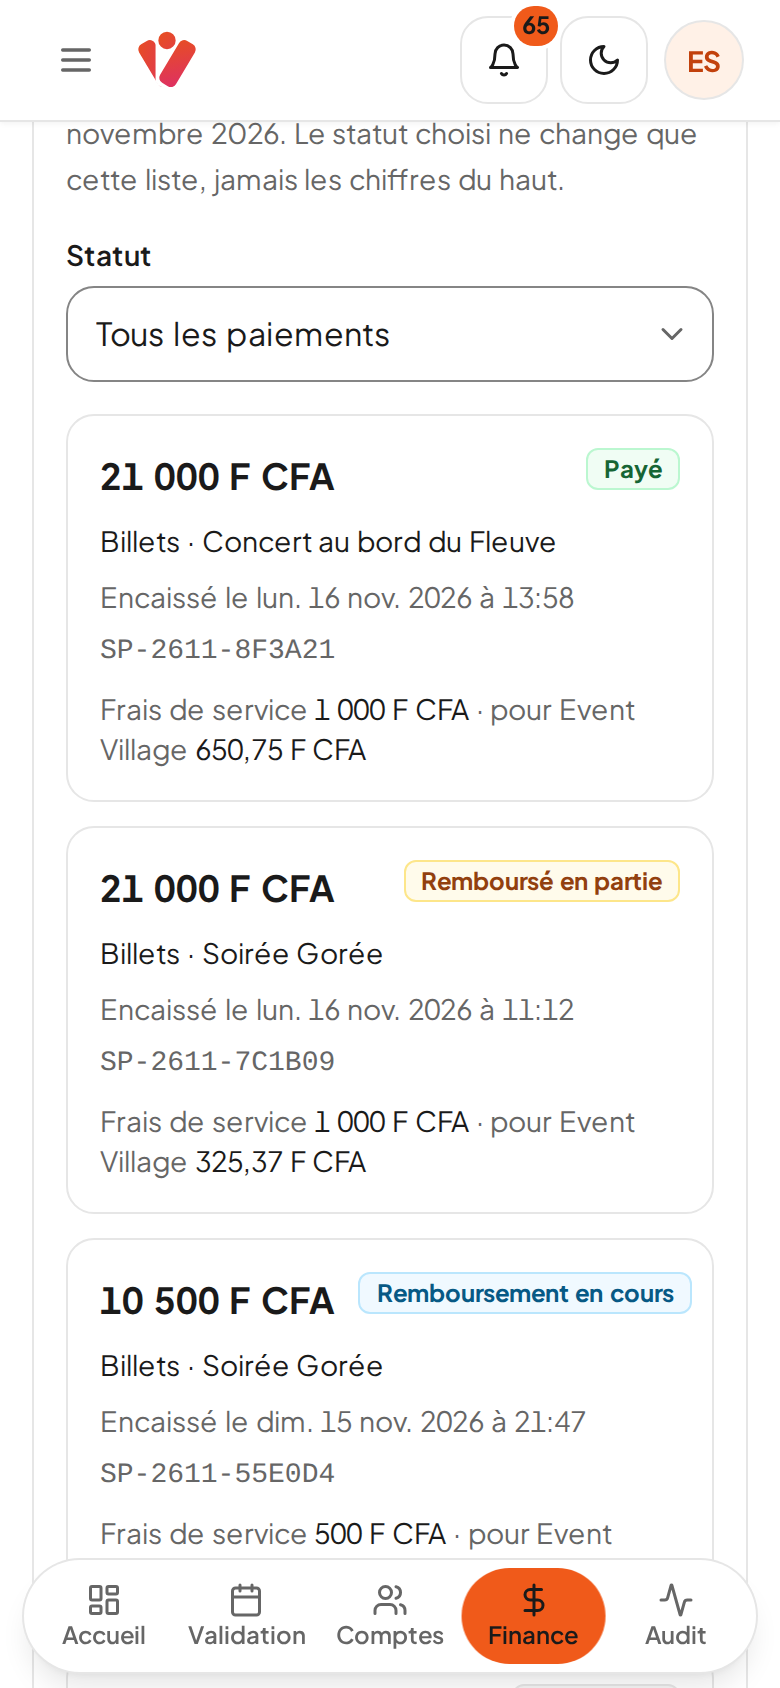 65
ES
novembre 2026. Le statut choisi ne change que
cette liste, jamais les chiffres du haut.
Statut
Tous les paiements
21 000 F CFA
Payé
Billets · Concert au bord du Fleuve
Encaissé le lun. 16 nov. 2026 à 13:58
SP-2611-8F3A21
Frais de service 1 000 F CFA · pour Event
Village 650,75 F CFA
21 000 F CFA
Remboursé en partie
Billets · Soirée Gorée
Encaissé le lun. 16 nov. 2026 à 11:12
SP-2611-7C1B09
Frais de service 1 000 F CFA · pour Event
Village 325,37 F CFA
10 500 F CFA
Remboursement en cours
Billets · Soirée Gorée
Encaissé le dim. 15 nov. 2026 à 21:47
SP-2611-55E0D4
Frais de service 500 F CFA · pour Event
Accueil
Validation
Comptes
Finance
Audit